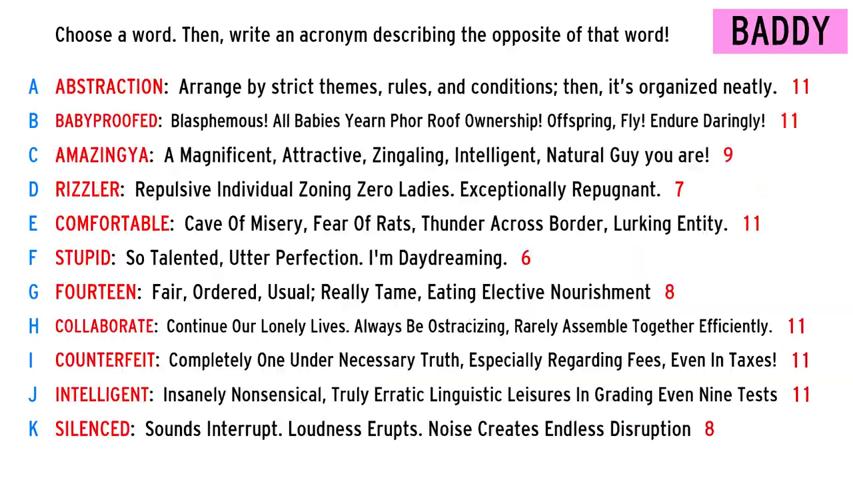 Choose a word. Then, write an acronym describing the opposite of that word!
BADDY
A ABSTRACTION: Arrange by strict themes, rules, and conditions; then, it's organized neatly. 11
B BABYPROOFED: Blasphemous! All Babies Yearn Phor Roof Ownership! Offspring, Fly! Endure Daringly! 11
C AMAZINGYA: A Magnificent, Attractive, Zingaling, Intelligent, Natural Guy you are! 9
D RIZZLER: Repulsive Individual Zoning Zero Ladies. Exceptionally Repugnant. 7
E COMFORTABLE: Cave Of Misery, Fear Of Rats, Thunder Across Border, Lurking Entity. 11
F STUPID: So Talented, Utter Perfection. I'm Daydreaming. 6
G FOURTEEN: Fair, Ordered, Usual; Really Tame, Eating Elective Nourishment 8
H COLLABORATE: Continue Our Lonely Lives. Always Be Ostracizing, Rarely Assemble Together Efficiently. 11
I COUNTERFEIT: Completely One Under Necessary Truth, Especially Regarding Fees, Even In Taxes! 11
J INTELLIGENT: Insanely Nonsensical, Truly Erratic Linguistic Leisures In Grading Even Nine Tests 11
K SILENCED: Sounds Interrupt. Loudness Erupts. Noise Creates Endless Disruption 8